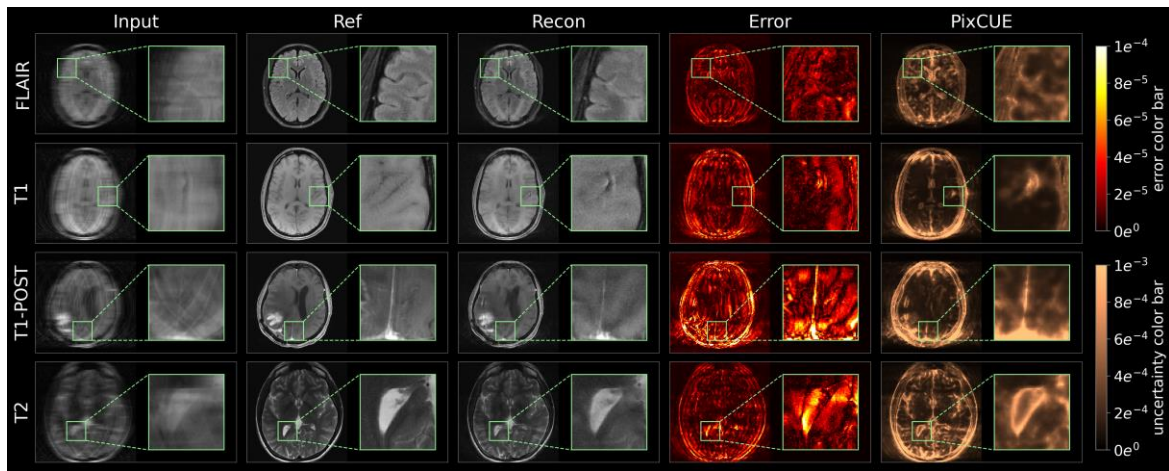 Input Ref Recon Error PixCUE
FLAIR
T1
T1-POST
T2
1e⁻⁴
8e⁻⁵
6e⁻⁵
4e⁻⁵
2e⁻⁵
0e⁰
error color bar
1e⁻³
8e⁻⁴
6e⁻⁴
4e⁻⁴
2e⁻⁴
0e⁰
uncertainty color bar